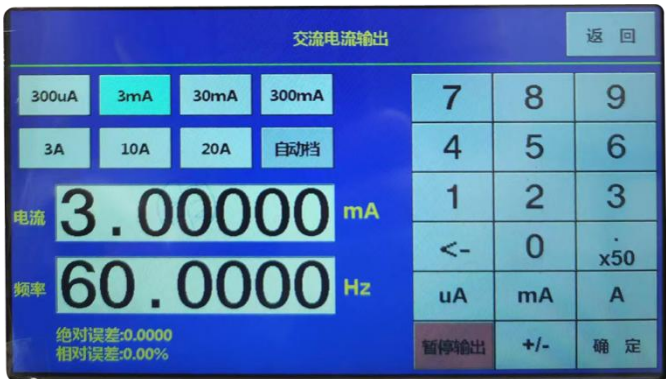 交流电流输出
返 回
300uA 3mA 30mA 300mA
3A 10A 20A 自动档
电流 3.00000 mA
频率 60.0000 Hz
绝对误差:0.0000
相对误差:0.00%
7 8 9
4 5 6
1 2 3
<- 0 . x50
uA mA A
暂停输出 +/- 确 定